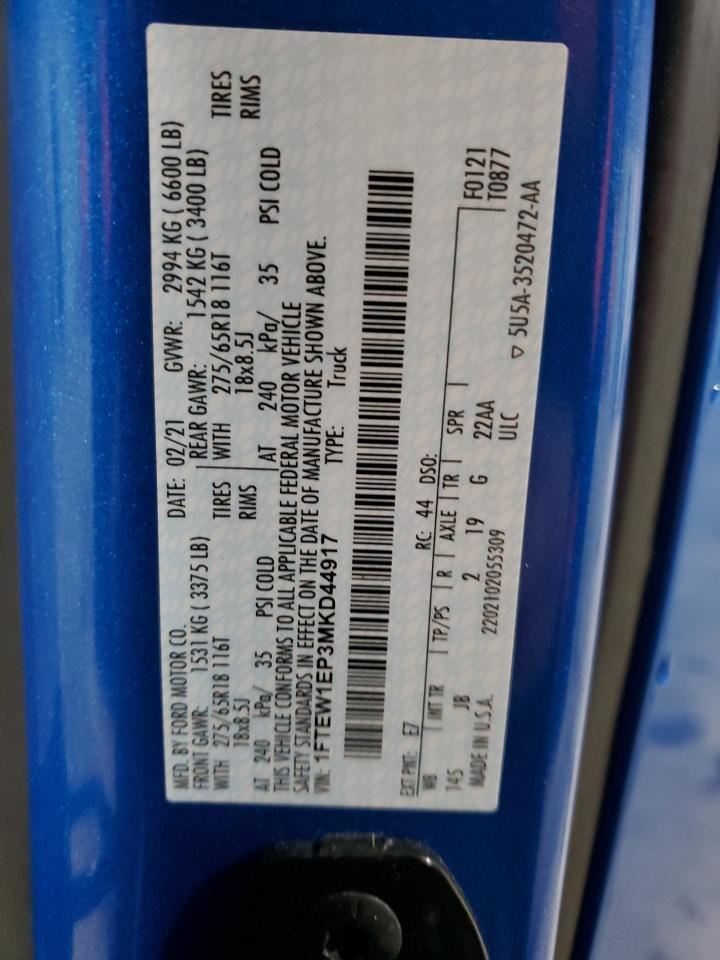 MFD. BY FORD MOTOR CO.
DATE: 02/21 GVWR: 2994 KG ( 6600 LB)
FRONT GAWR: 1531 KG ( 3375 LB)
REAR GAWR: 1542 KG ( 3400 LB)
WITH 275/65R18 116T TIRES
18x8.5J RIMS
WITH 275/65R18 116T TIRES
18x8.5J RIMS
AT 240 kPa/ 35 PSI COLD
AT 240 kPa/ 35 PSI COLD
THIS VEHICLE CONFORMS TO ALL APPLICABLE FEDERAL MOTOR VEHICLE
SAFETY STANDARDS IN EFFECT ON THE DATE OF MANUFACTURE SHOWN ABOVE.
VIN: 1FTEW1EP3MKD44917
TYPE: Truck
EXT PNT: E7 RC: 44 DSO:
WB INT TR TP/PS R AXLE TR SPR
F0121
T0877
145 JB 2 19 G 22AA
MADE IN U.S.A. 2202102055309 ULC
▽ 5U5A-3520472-AA